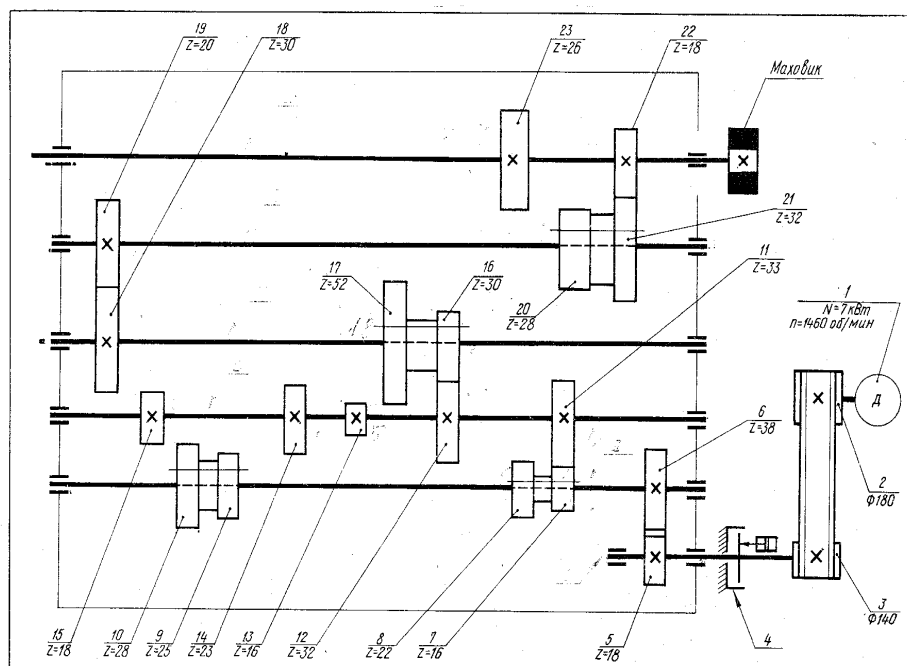 19
Z=20
18
Z=30
23
Z=26
22
Z=18
Маховик
21
Z=32
17
Z=52
16
Z=30
20
Z=28
11
Z=33
1
N=7кВт
n=1460 об/мин
Д
6
Z=38
2
Φ180
3
Φ140
15
Z=18
10
Z=28
9
Z=25
14
Z=23
13
Z=16
12
Z=32
8
Z=22
7
Z=16
5
Z=18
4